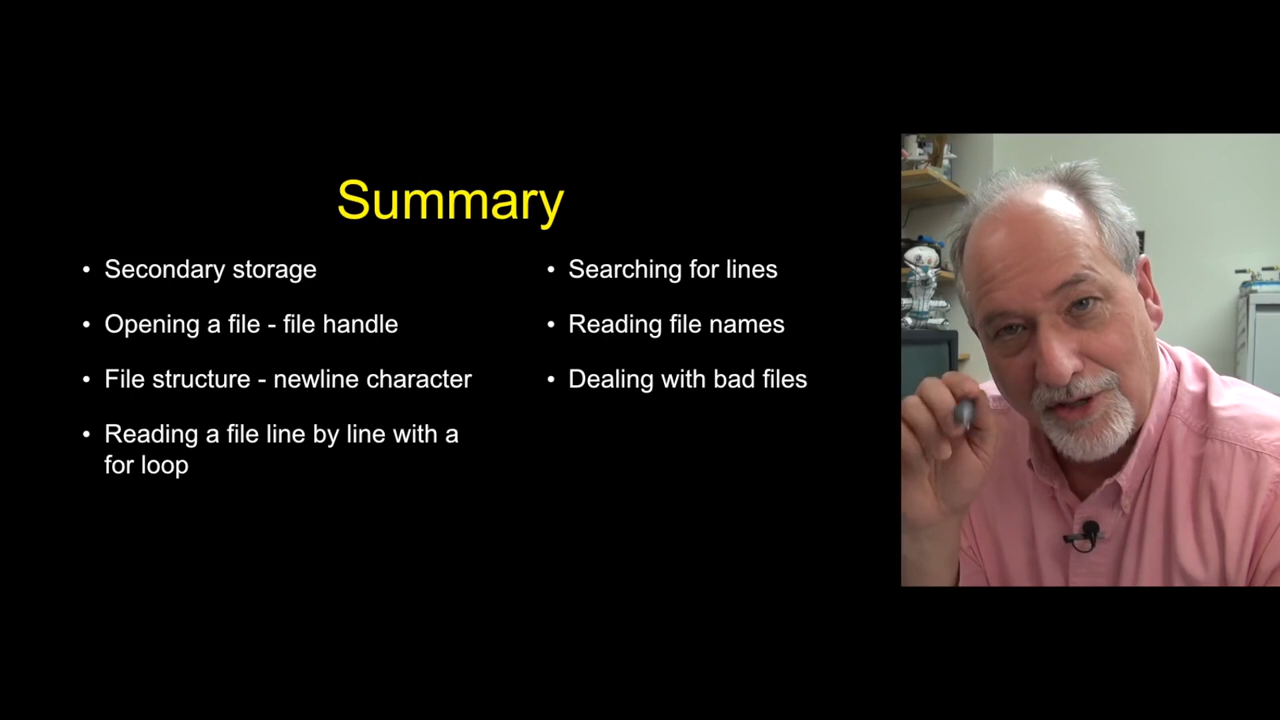 Summary
• Secondary storage
• Opening a file - file handle
• File structure - newline character
• Reading a file line by line with a
for loop
• Searching for lines
• Reading file names
• Dealing with bad files